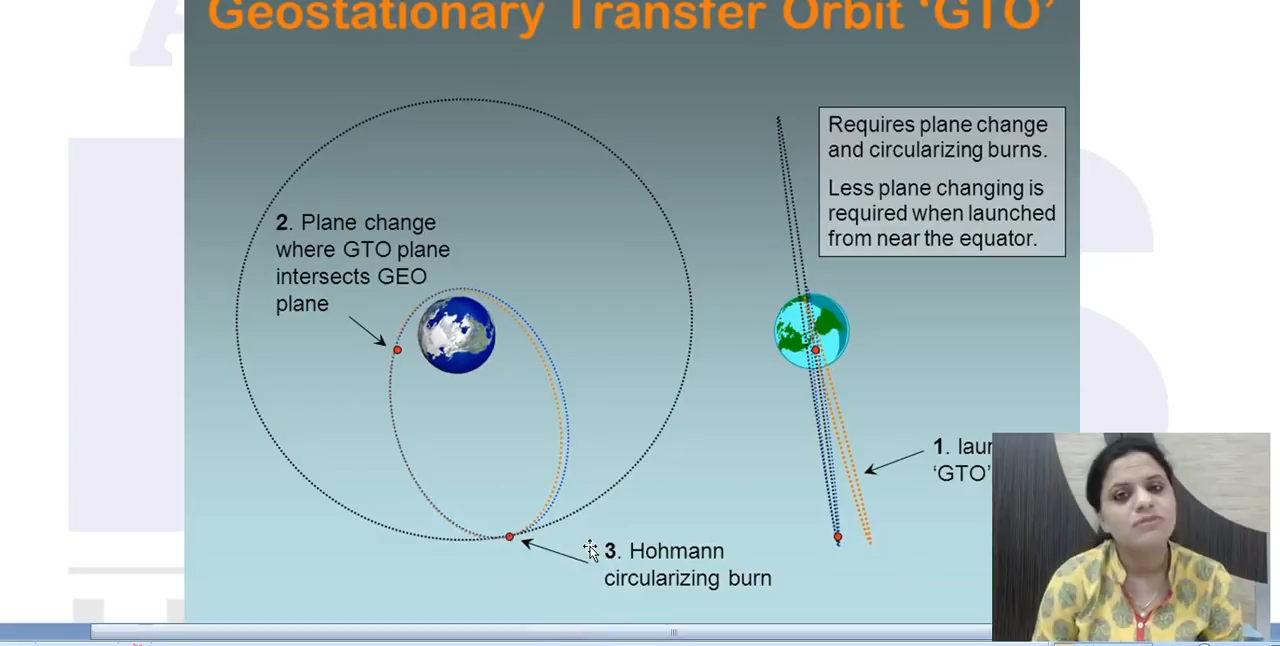 Geostationary Transfer Orbit ‘GTO’
Requires plane change
and circularizing burns.
Less plane changing is
required when launched
from near the equator.
2. Plane change
where GTO plane
intersects GEO
plane
1.
‘GTO’
3. Hohmann
circularizing burn